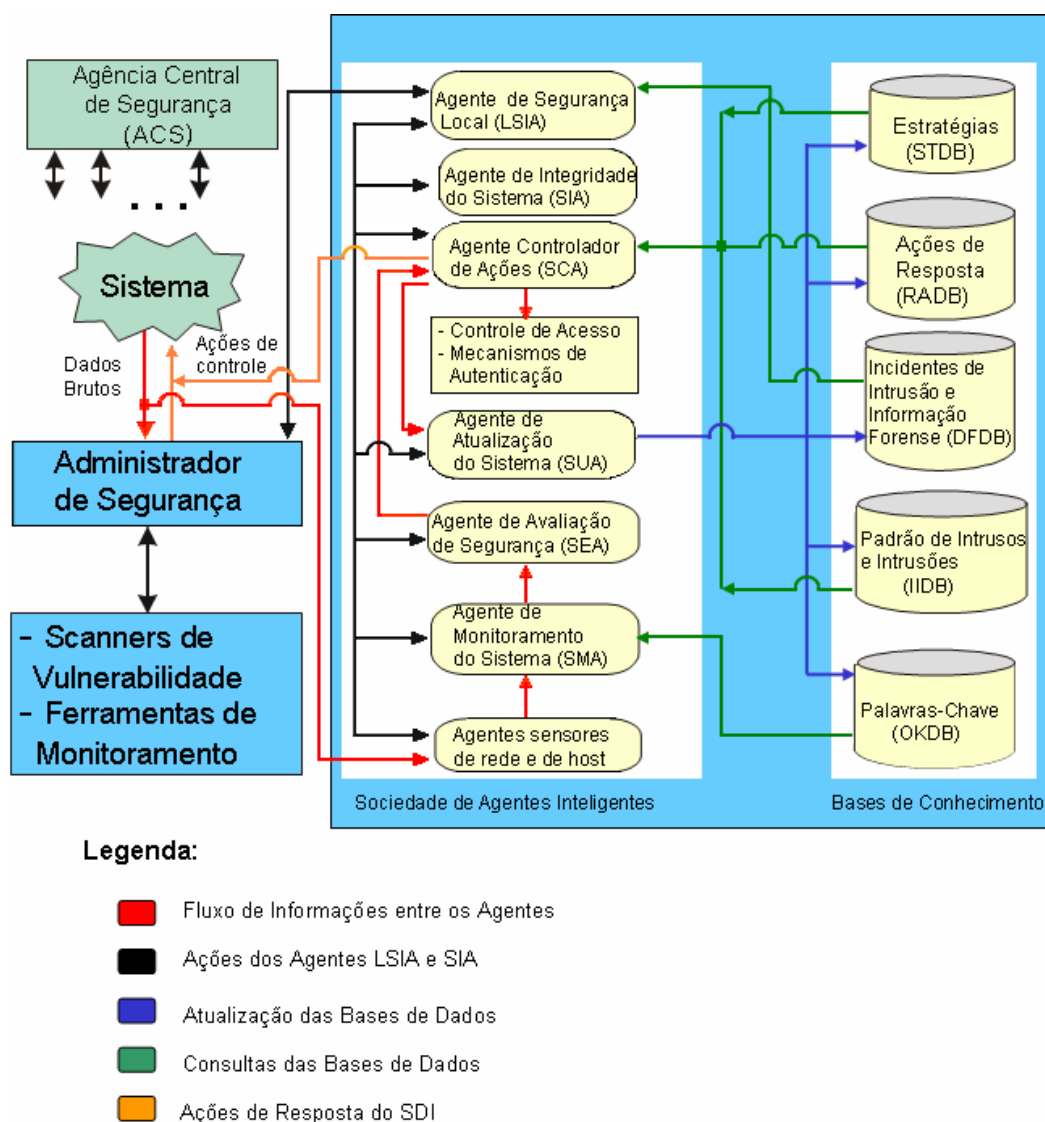 Agência Central
de Segurança
(ACS)
. . .
Sistema
Dados
Brutos
Ações de
controle
Administrador
de Segurança
- Scanners de
Vulnerabilidade
- Ferramentas de
Monitoramento
Agente de Segurança
Local (LSIA)
Agente de Integridade
do Sistema (SIA)
Agente Controlador
de Ações (SCA)
- Controle de Acesso
- Mecanismos de
Autenticação
Agente de
Atualização
do Sistema (SUA)
Agente de Avaliação
de Segurança (SEA)
Agente de
Monitoramento
do Sistema (SMA)
Agentes sensores
de rede e de host
Sociedade de Agentes Inteligentes
Estratégias
(STDB)
Ações de
Resposta
(RADB)
Incidentes de
Intrusão e
Informação
Forense (DFDB)
Padrão de Intrusos
e Intrusões
(IIDB)
Palavras-Chave
(OKDB)
Bases de Conhecimento
Legenda:
Fluxo de Informações entre os Agentes
Ações dos Agentes LSIA e SIA
Atualização das Bases de Dados
Consultas das Bases de Dados
Ações de Resposta do SDI